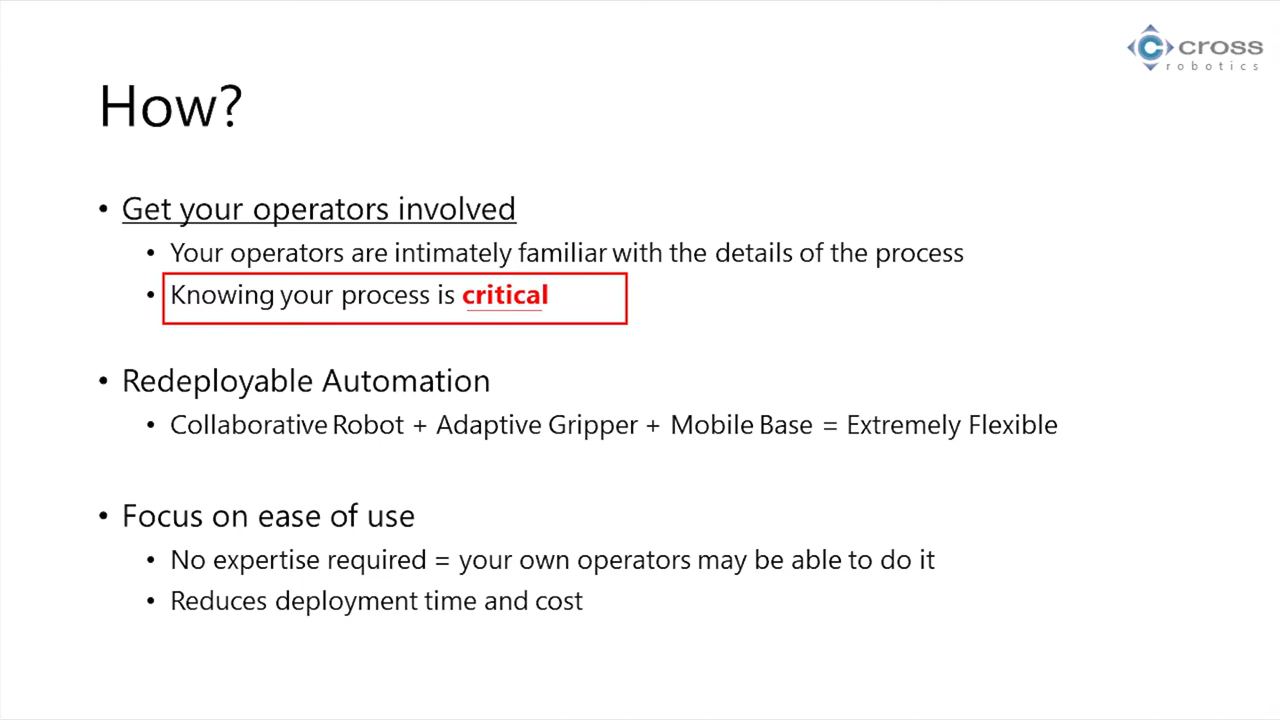 C cross
robotics
How?
• Get your operators involved
• Your operators are intimately familiar with the details of the process
• Knowing your process is critical
• Redeployable Automation
• Collaborative Robot + Adaptive Gripper + Mobile Base = Extremely Flexible
• Focus on ease of use
• No expertise required = your own operators may be able to do it
• Reduces deployment time and cost